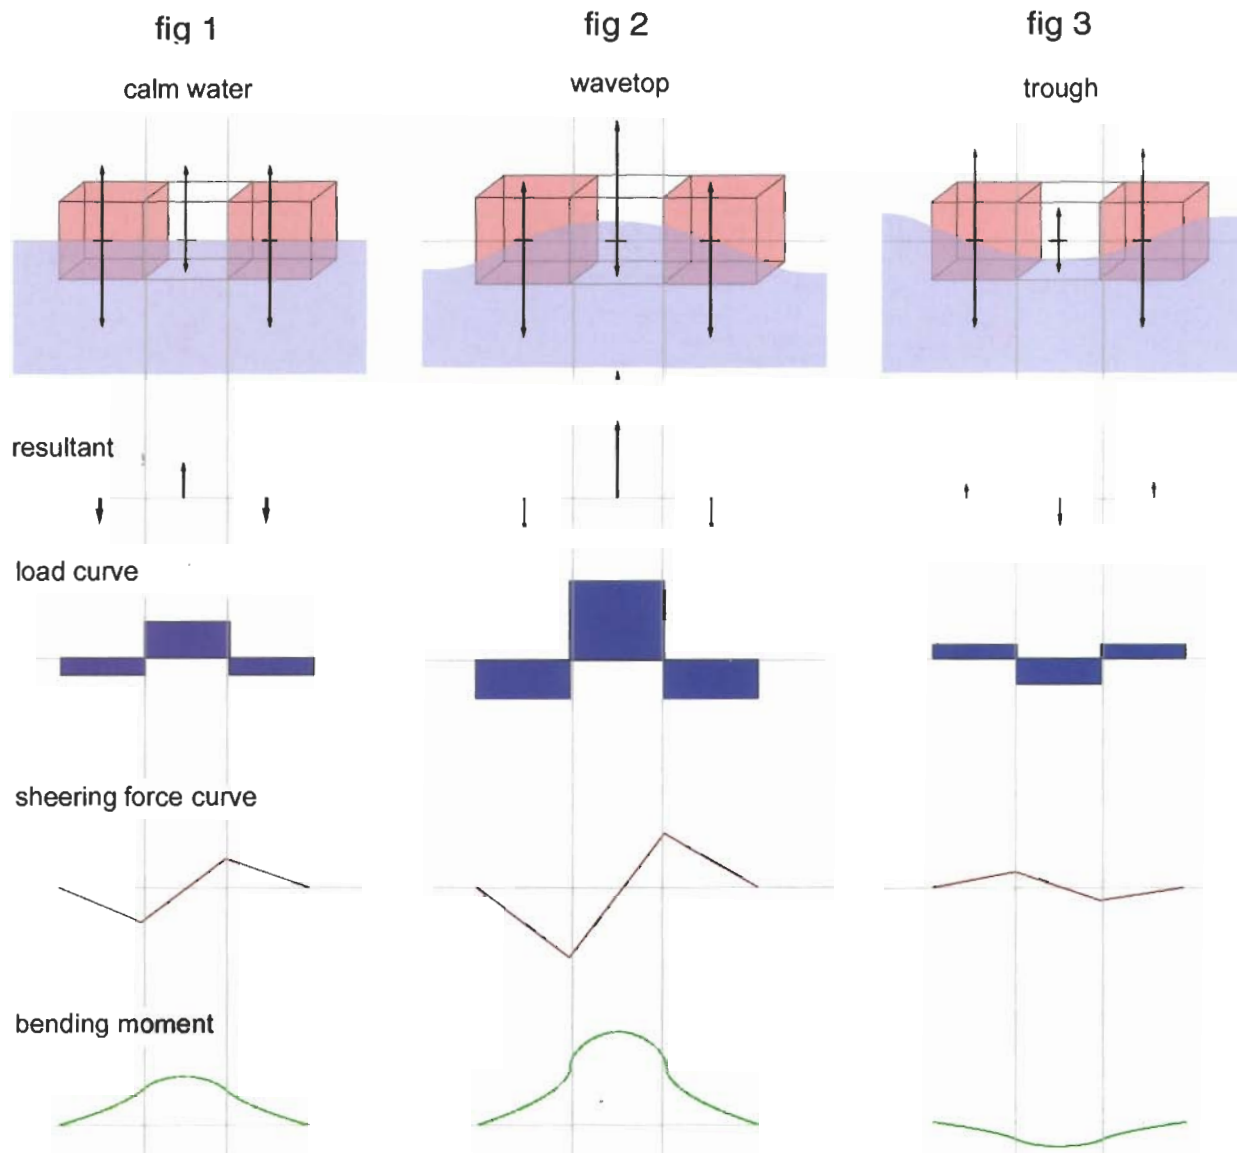 fig 1
fig 2
fig 3
calm water
wavetop
trough
resultant
load curve
sheering force curve
bending moment